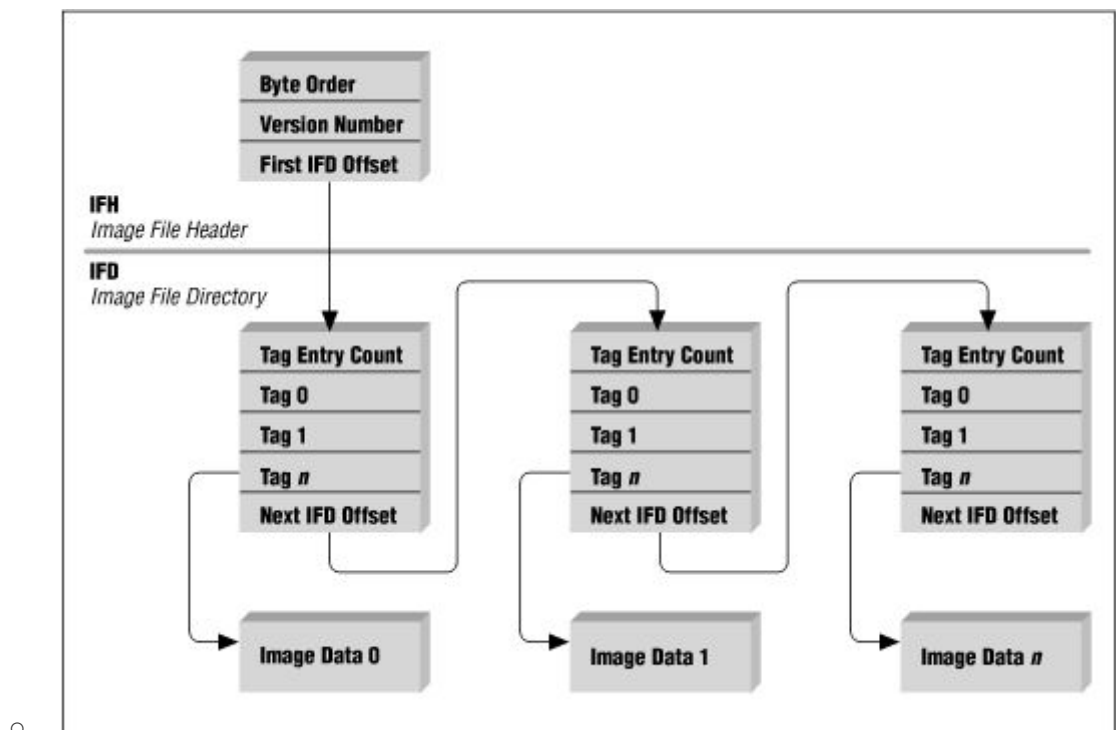 Byte Order
Version Number
First IFD Offset
IFH
Image File Header
IFD
Image File Directory
Tag Entry Count
Tag 0
Tag 1
Tag n
Next IFD Offset
Image Data 0
Tag Entry Count
Tag 0
Tag 1
Tag n
Next IFD Offset
Image Data 1
Tag Entry Count
Tag 0
Tag 1
Tag n
Next IFD Offset
Image Data n